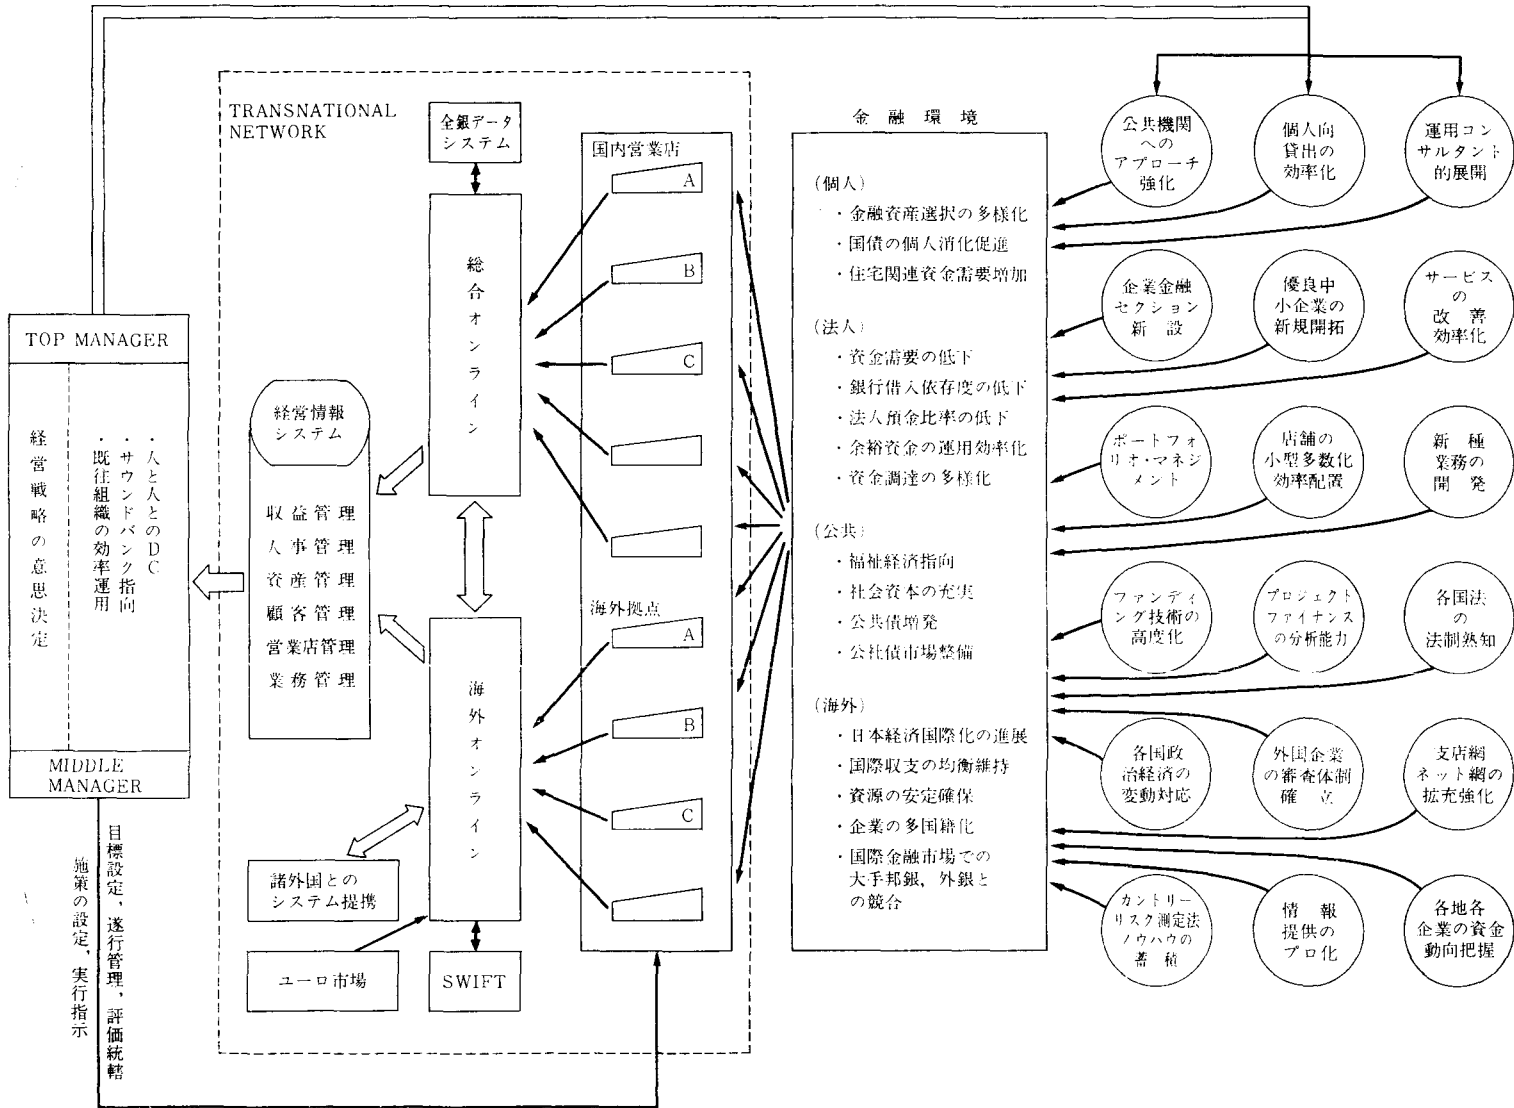 TRANSNATIONAL
NETWORK
全銀データ
システム
国内営業店
A
B
C
総合オンライン
海外拠点
A
B
C
海外オンライン
経営情報
システム
収益管理
人事管理
資産管理
顧客管理
営業店管理
業務管理
諸外国との
システム提携
ユーロ市場
SWIFT
TOP MANAGER
・人と人とのDC
・サウンドバンク指向
・既往組織の効率運用
経営戦略の意思決定
MIDDLE
MANAGER
目標設定、遂行管理、評価統轄
施策の設定、実行指示
金融環境
(個人)
・金融資産選択の多様化
・国債の個人消化促進
・住宅関連資金需要増加
(法人)
・資金需要の低下
・銀行借入依存度の低下
・法人預金比率の低下
・余裕資金の運用効率化
・資金調達の多様化
(公共)
・福祉経済指向
・社会資本の充実
・公共債増発
・公社債市場整備
(海外)
・日本経済国際化の進展
・国際収支の均衡維持
・資源の安定確保
・企業の多国籍化
・国際金融市場での
大手邦銀，外銀と
の競合
公共機関
への
アプローチ
強化
個人向
貸出の
効率化
運用コン
サルタント
的展開
企業金融
セクション
新設
優良中
小企業の
新規開拓
サービス
の
改善
効率化
ポートフォ
リオ・マネジ
メント
店舗の
小型多数化
効率配置
新種
業務の
開発
ファンディ
ング技術の
高度化
プロジェクト
ファイナンス
の分析能力
各国法
の
法制熟知
各国政
治経済の
変動対応
外国企業
の審査体制
確立
支店網
ネット網の
拡充強化
カントリー
リスク測定法
ノウハウの
蓄積
情報
提供の
プロ化
各地各
企業の資金
動向把握